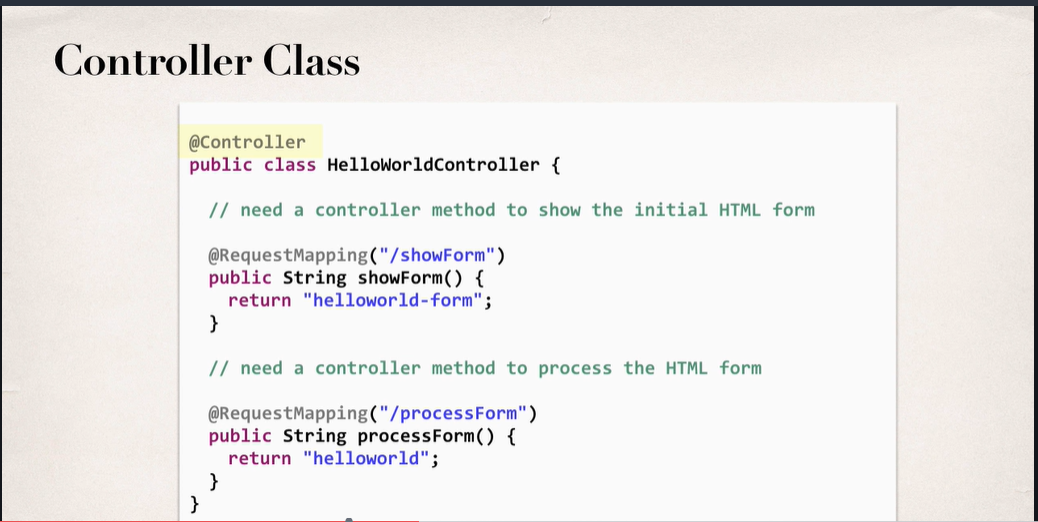 Controller Class
@Controller
public class HelloWorldController {
// need a controller method to show the initial HTML form
@RequestMapping("/showForm")
public String showForm() {
return "helloworld-form";
}
// need a controller method to process the HTML form
@RequestMapping("/processForm")
public String processForm() {
return "helloworld";
}
}